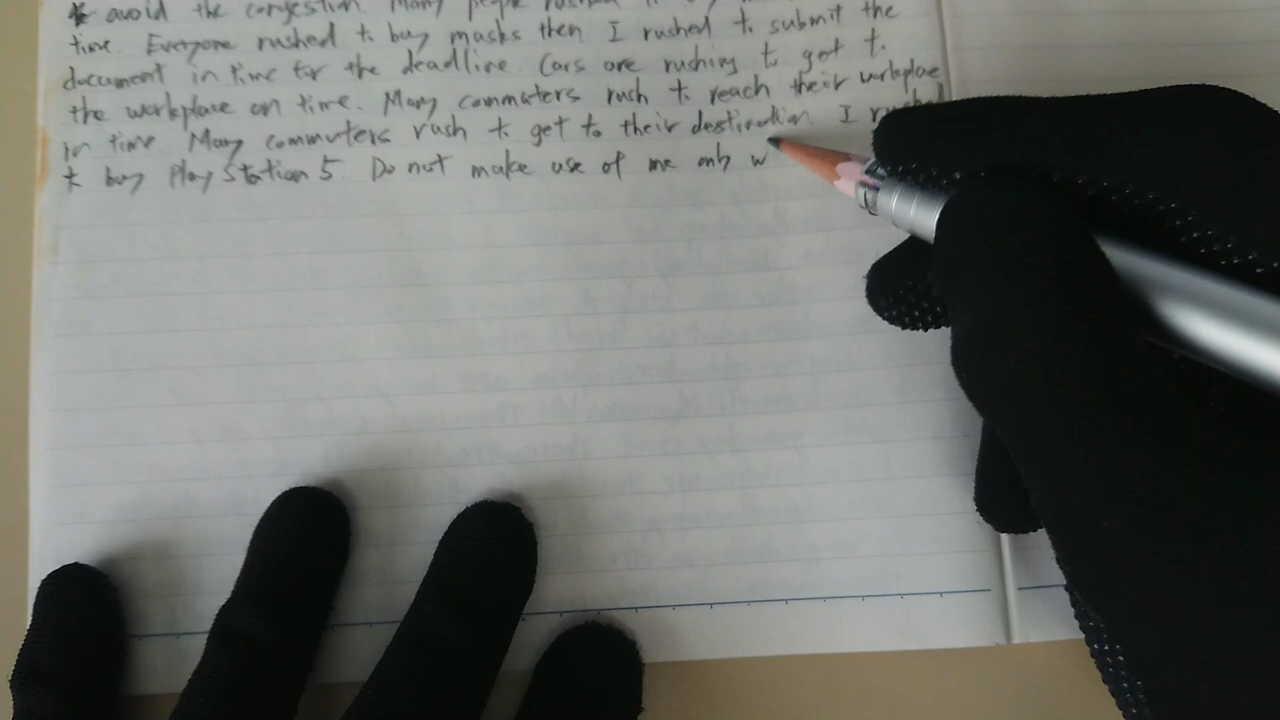 avoid the congestion. Many people rushed
time. Everyone rushed to buy masks then I rushed to submit the
document in time for the deadline. Cars are rushing to get to
the workplace on time. Many commuters rush to reach their workplace
in time Many commuters rush to get to their destination. I rushed
to buy PlayStation 5 Do not make use of me only w